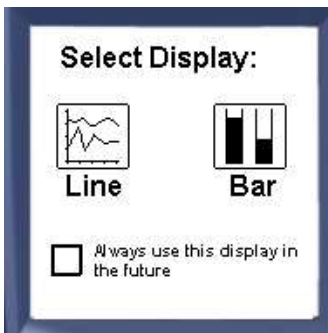 Select Display:
Line Bar
Always use this display in
the future